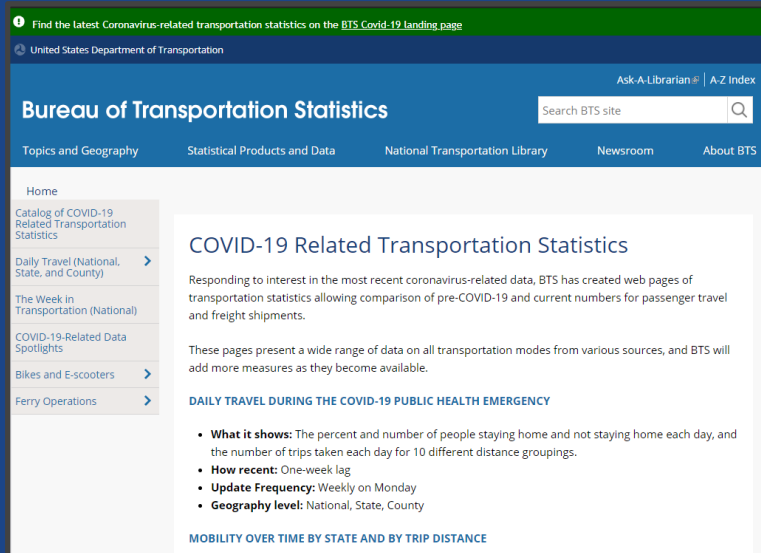 Find the latest Coronavirus-related transportation statistics on the BTS Covid-19 landing page
United States Department of Transportation
Ask-A-Librarian | A-Z Index
Bureau of Transportation Statistics
Search BTS site
Topics and Geography Statistical Products and Data National Transportation Library Newsroom About BTS
Home
Catalog of COVID-19
Related Transportation
Statistics
Daily Travel (National,
State, and County)
The Week in
Transportation (National)
COVID-19-Related Data
Spotlights
Bikes and E-scooters
Ferry Operations
COVID-19 Related Transportation Statistics
Responding to interest in the most recent coronavirus-related data, BTS has created web pages of
transportation statistics allowing comparison of pre-COVID-19 and current numbers for passenger travel
and freight shipments.
These pages present a wide range of data on all transportation modes from various sources, and BTS will
add more measures as they become available.
DAILY TRAVEL DURING THE COVID-19 PUBLIC HEALTH EMERGENCY
• What it shows: The percent and number of people staying home and not staying home each day, and
the number of trips taken each day for 10 different distance groupings.
• How recent: One-week lag
• Update Frequency: Weekly on Monday
• Geography level: National, State, County
MOBILITY OVER TIME BY STATE AND BY TRIP DISTANCE